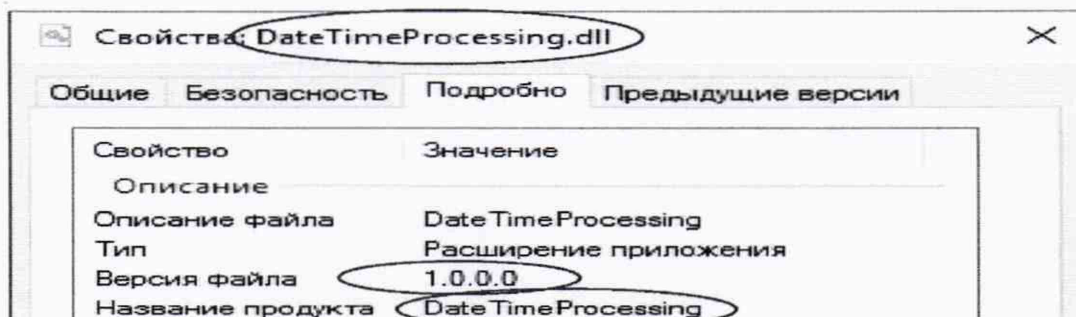 Свойства: DateTimeProcessing.dll
Общие Безопасность Подробно Предыдущие версии
Свойство Значение
Описание
Описание файла DateTimeProcessing
Тип Расширение приложения
Версия файла 1.0.0.0
Название продукта DateTimeProcessing